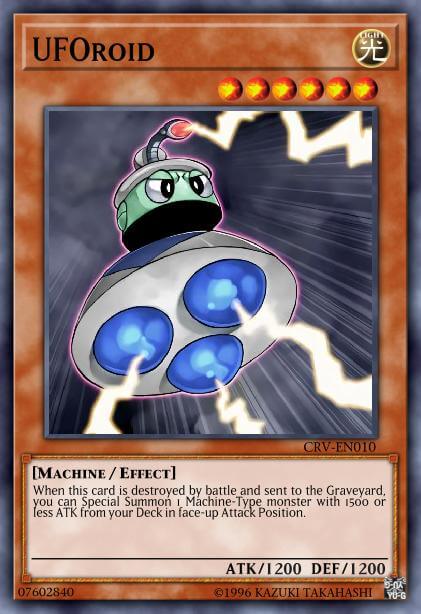 UFOROID
LIGHT
光
CRV-EN010
[MACHINE / EFFECT]
When this card is destroyed by battle and sent to the Graveyard,
you can Special Summon 1 Machine-Type monster with 1500 or
less ATK from your Deck in face-up Attack Position.
ATK/1200 DEF/1200
07602840
©1996 KAZUKI TAKAHASHI